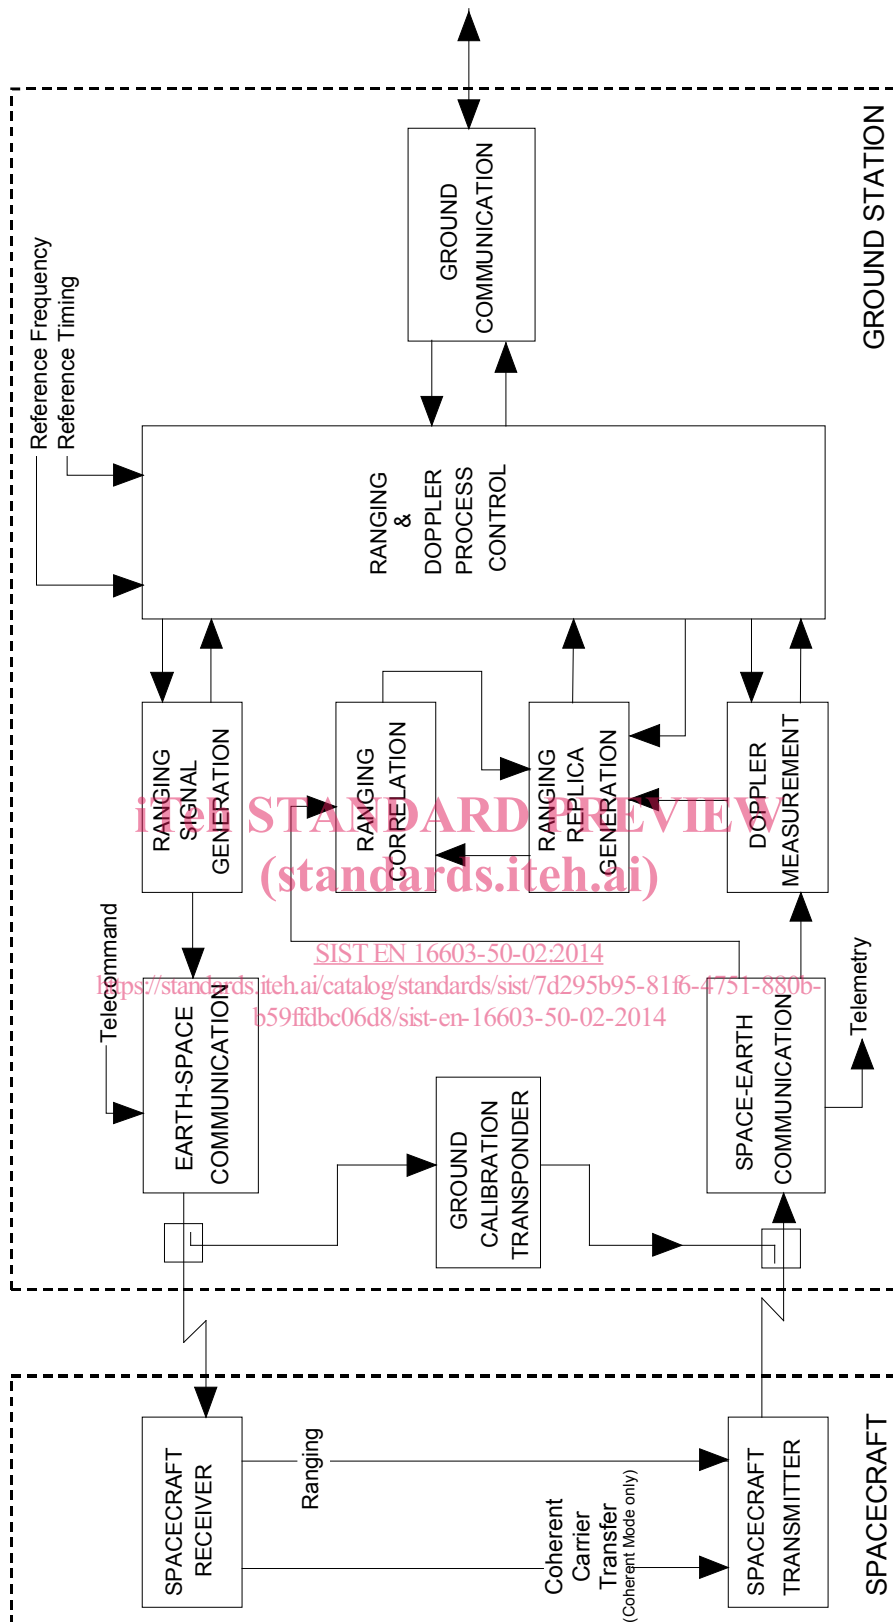 GROUND STATION
Reference Frequency
Reference Timing
GROUND
COMMUNICATION
RANGING
&
DOPPLER
PROCESS
CONTROL
RANGING
SIGNAL
GENERATION
RANGING
CORRELATION
RANGING
REPLICA
GENERATION
DOPPLER
MEASUREMENT
iTeh STANDARD PREVIEW
(standards.iteh.ai)
SIST EN 16603-50-02:2014
https://standards.iteh.ai/catalog/standards/sist/7d295b95-81f6-4751-880b-
b59ffdbc06d8/sist-en-16603-50-02-2014
Telecommand
EARTH-SPACE
COMMUNICATION
GROUND
CALIBRATION
TRANSPONDER
SPACE-EARTH
COMMUNICATION
Telemetry
SPACECRAFT
RECEIVER
Ranging
Coherent
Carrier
Transfer
(Coherent Mode only)
SPACECRAFT
TRANSMITTER
SPACECRAFT